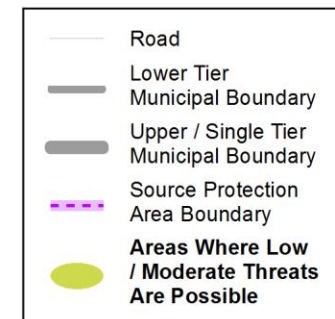 Road
Lower Tier
Municipal Boundary
Upper / Single Tier
Municipal Boundary
Source Protection
Area Boundary
Areas Where Low
/ Moderate Threats
Are Possible